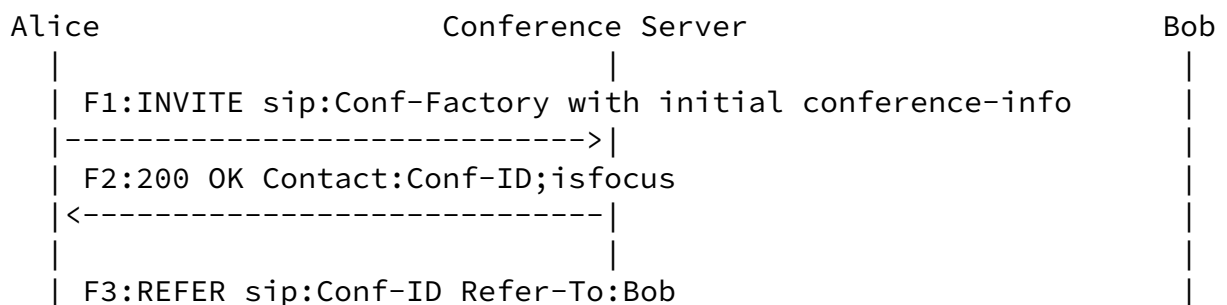 Alice Conference Server Bob
F1:INVITE sip:Conf-Factory with initial conference-info
F2:200 OK Contact:Conf-ID;isfocus
F3:REFER sip:Conf-ID Refer-To:Bob